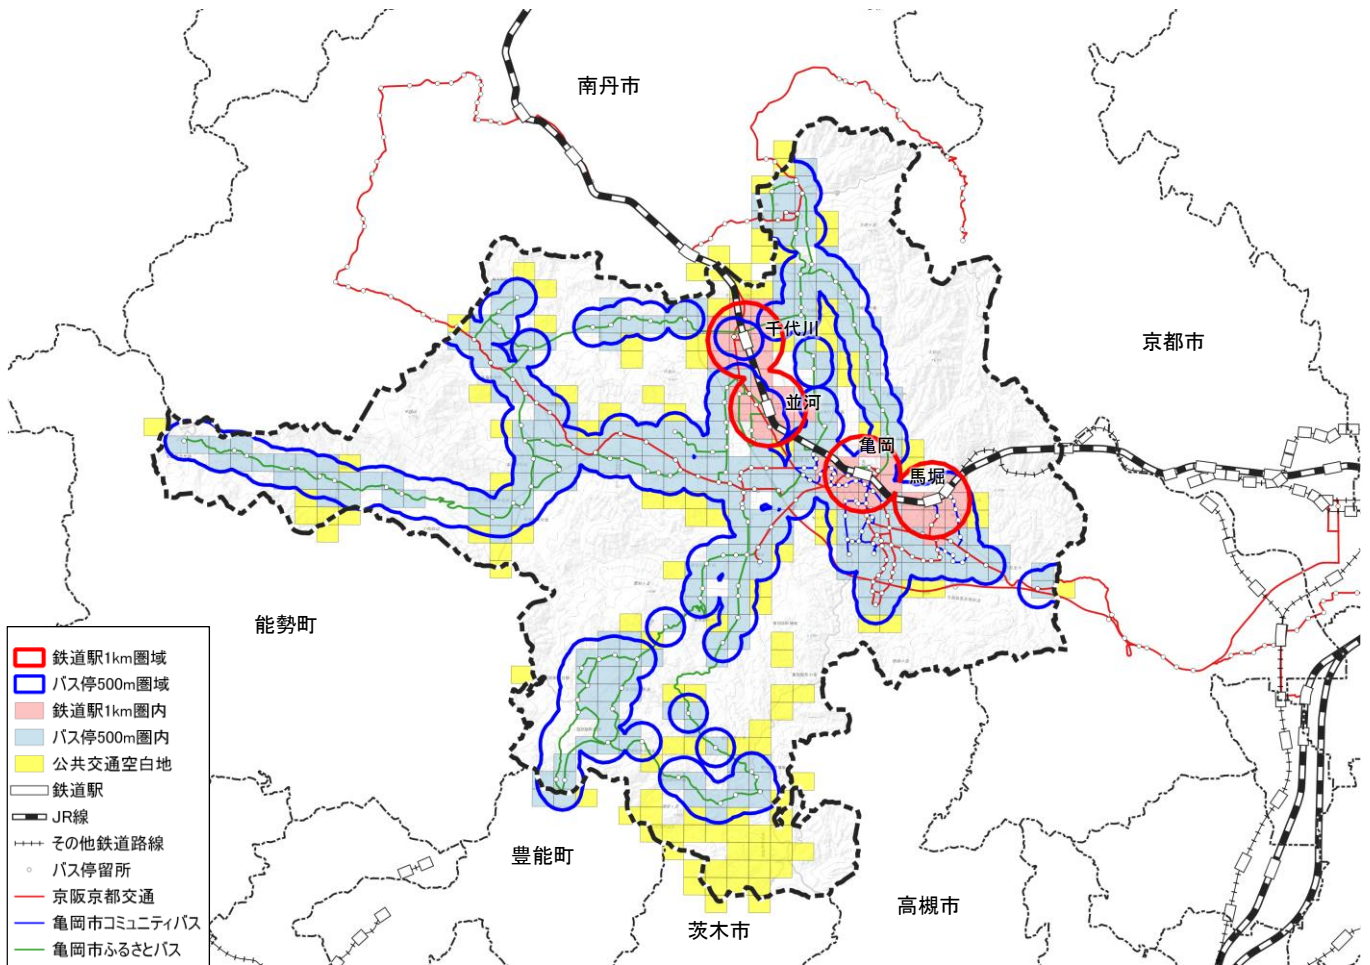 南丹市
京都市
千代川
並河
亀岡
馬堀
能勢町
豊能町
茨木市
高槻市
鉄道駅1km圏域
バス停500m圏域
鉄道駅1km圏内
バス停500m圏内
公共交通空白地
鉄道駅
JR線
その他鉄道路線
バス停留所
京阪京都交通
亀岡市コミュニティバス
亀岡市ふるさとバス